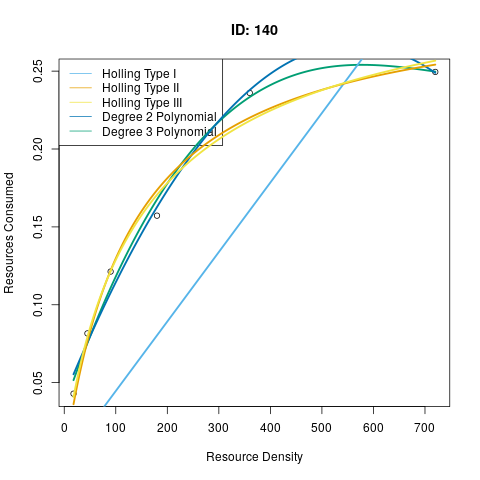 ID: 140
Holling Type I
Holling Type II
Holling Type III
Degree 2 Polynomial
Degree 3 Polynomial
0.25
0.20
0.15
0.10
0.05
Resources Consumed
0 100 200 300 400 500 600 700
Resource Density